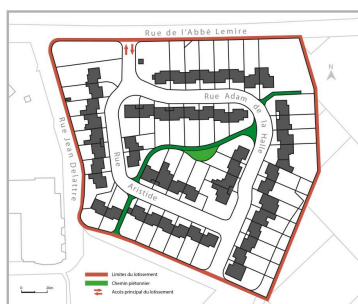 Rue de l'Abbé Lemire
Rue Adam de la Halle
Rue Jean Delattre
Rue Aristide
N
Limites du lotissement
Chemin piétonnier
Accès principal du lotissement